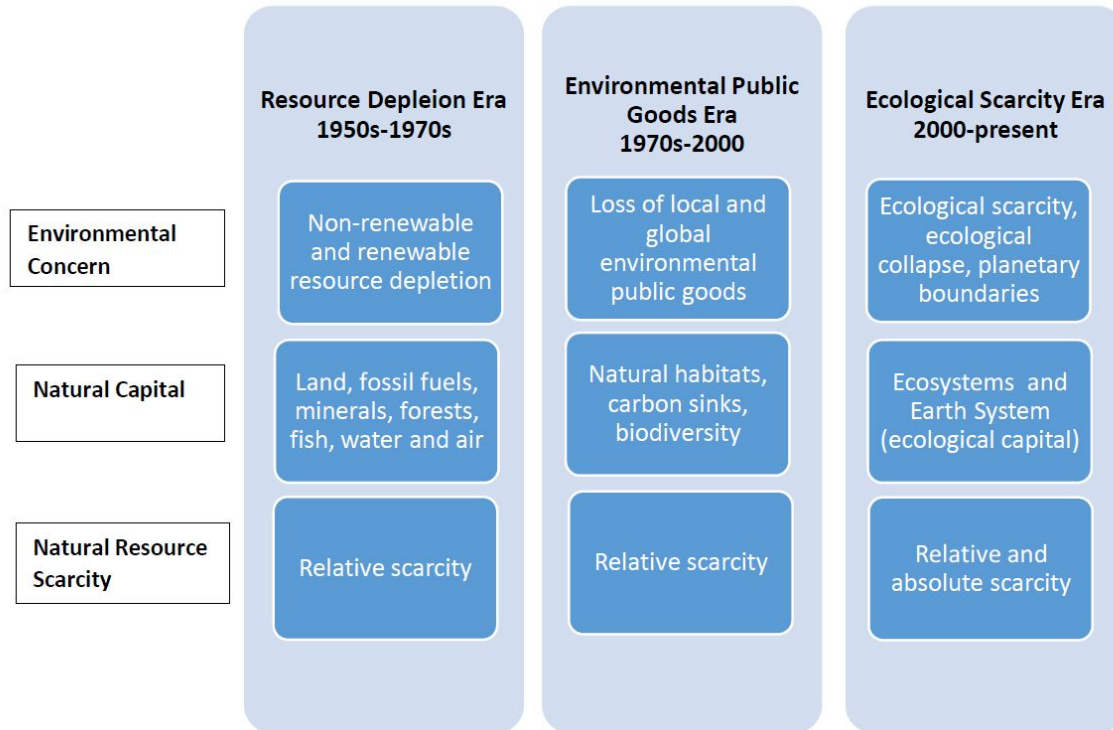 Resource Depleion Era
1950s-1970s
Environmental Public
Goods Era
1970s-2000
Ecological Scarcity Era
2000-present
Environmental
Concern
Non-renewable
and renewable
resource depletion
Loss of local and
global
environmental
public goods
Ecological scarcity,
ecological
collapse, planetary
boundaries
Natural Capital
Land, fossil fuels,
minerals, forests,
fish, water and air
Natural habitats,
carbon sinks,
biodiversity
Ecosystems and
Earth System
(ecological capital)
Natural Resource
Scarcity
Relative scarcity
Relative scarcity
Relative and
absolute scarcity